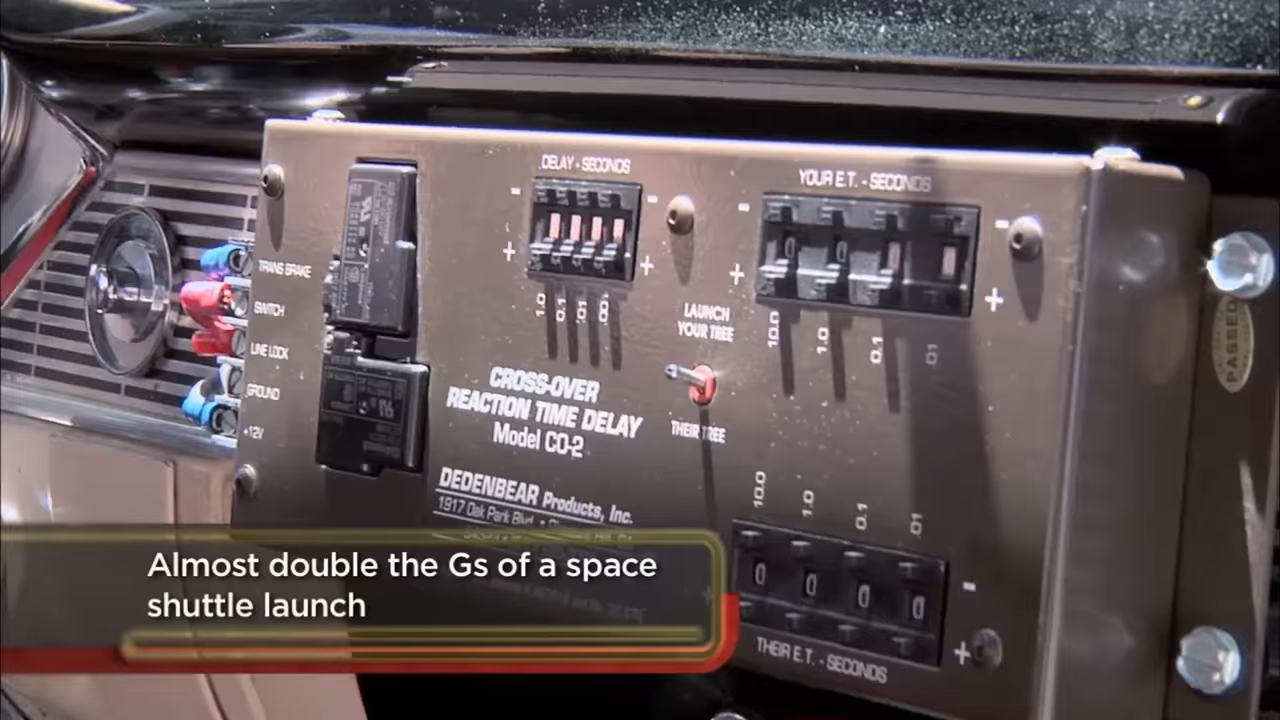 DELAY - SECONDS
YOUR E.T. - SECONDS
- - - -
+ + + +
1.0 0.1 .01
10.0 1.0 0.1 .01
TRANS BRAKE
SWITCH
LINE LOCK
GROUND
+12V
LAUNCH
YOUR TREE
THEIR TREE
CROSS-OVER
REACTION TIME DELAY
Model CO-2
DEDENBEAR Products, Inc.
1917 Oak Park Blvd.
10.0 1.0 0.1 .01
0 0 0 0
-
+
THEIR E.T. - SECONDS
PASSED
Almost double the Gs of a space
shuttle launch